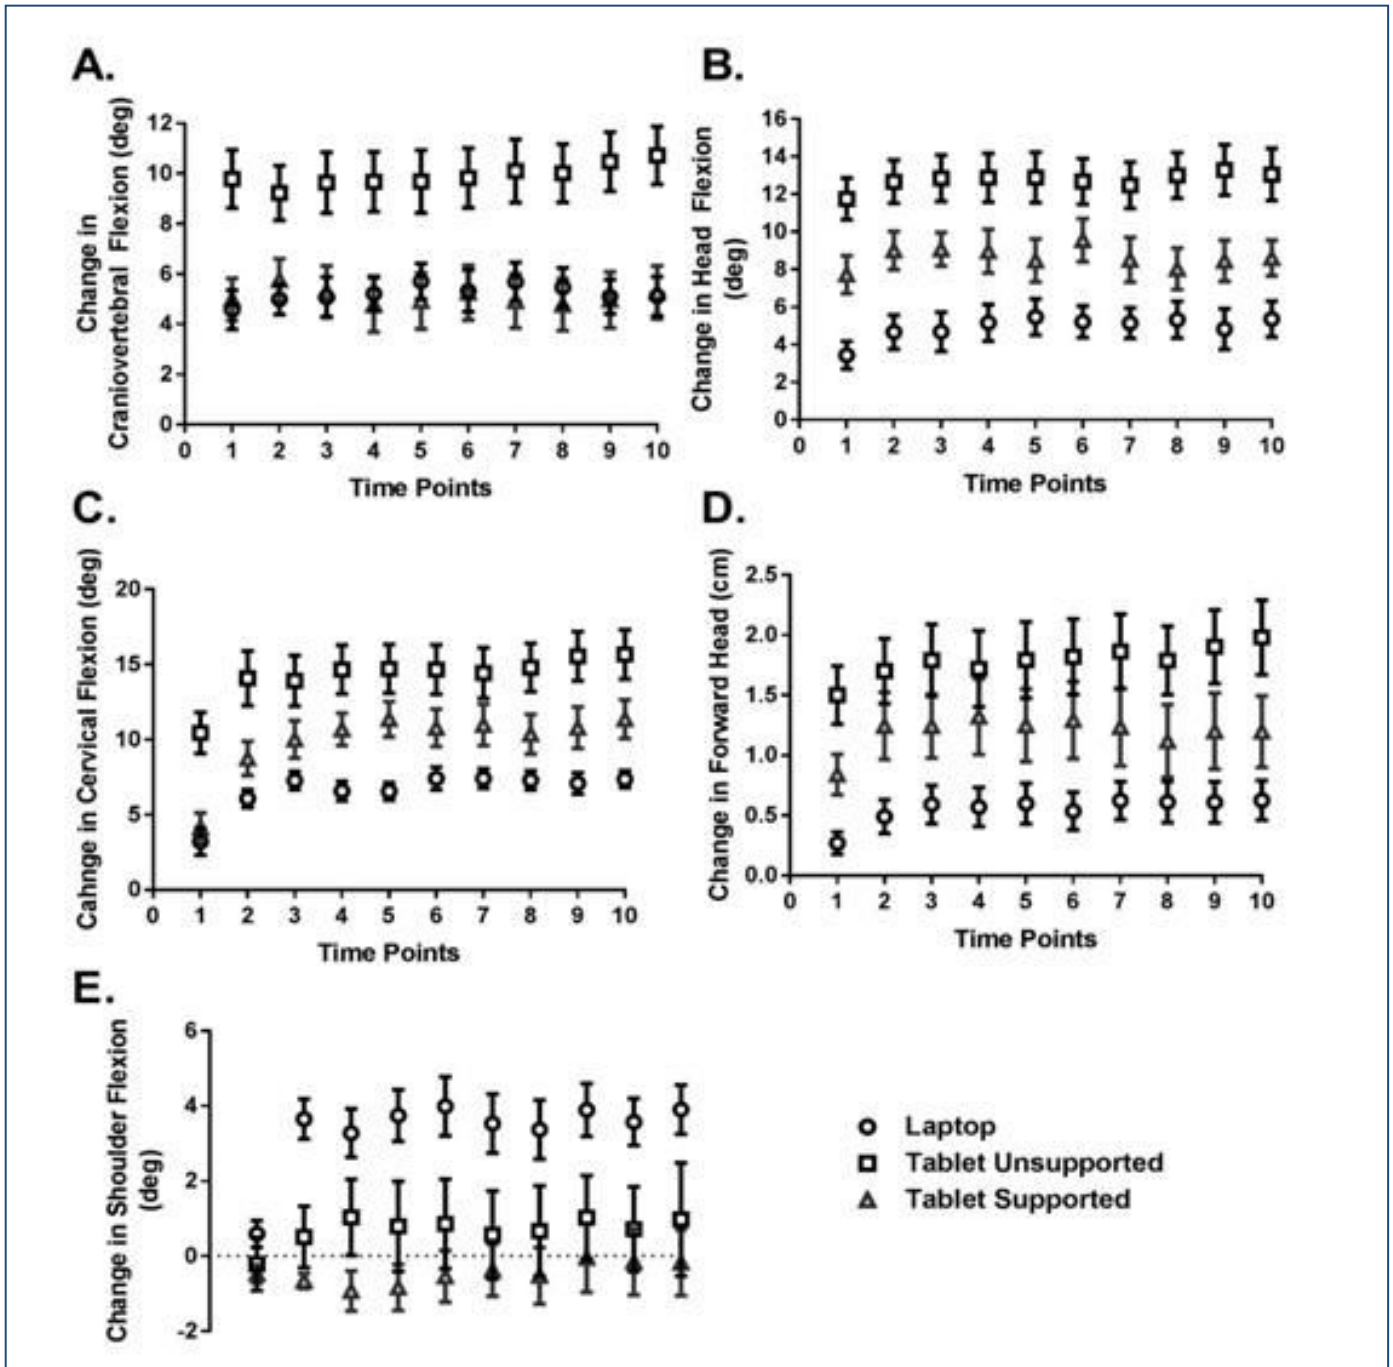 A.
Change in
Craniovertebral Flexion (deg)
12
10
8
6
4
2
0
0 1 2 3 4 5 6 7 8 9 10
Time Points
B.
Change in Head Flexion
(deg)
16
14
12
10
8
6
4
2
0
0 1 2 3 4 5 6 7 8 9 10
Time Points
C.
Cahnge in Cervical Flexion (deg)
20
15
10
5
0
0 1 2 3 4 5 6 7 8 9 10
Time Points
D.
Change in Forward Head (cm)
2.5
2.0
1.5
1.0
0.5
0.0
0 1 2 3 4 5 6 7 8 9 10
Time Points
E.
Change in Shoulder Flexion
(deg)
6
4
2
0
-2
Laptop
Tablet Unsupported
Tablet Supported